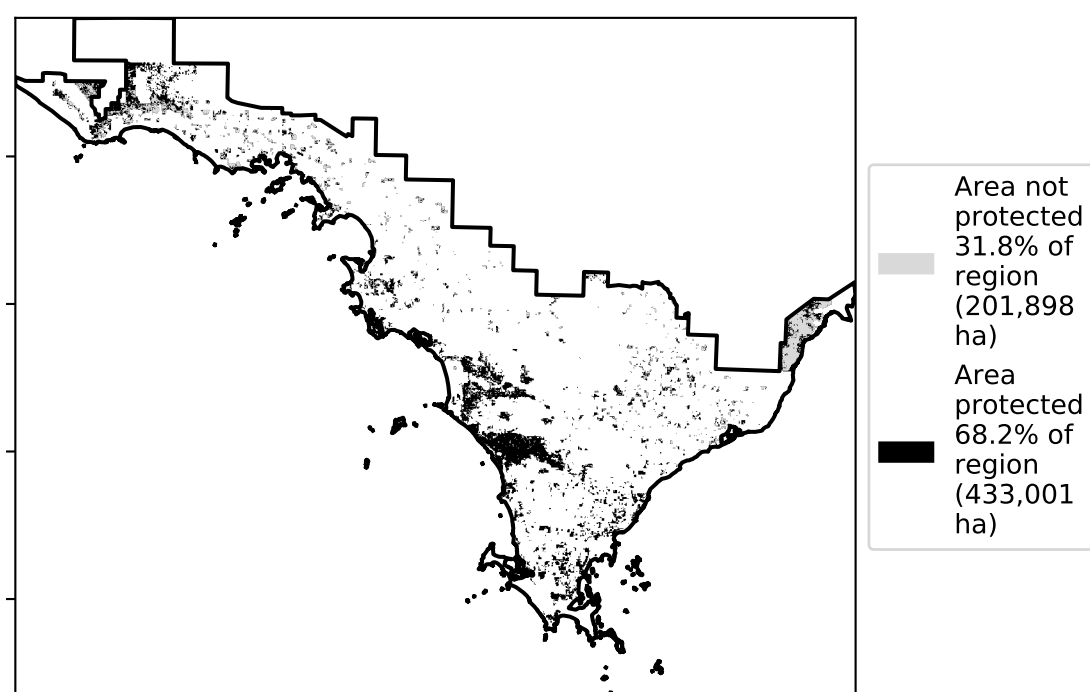 Area not
protected
31.8% of
region
(201,898
ha)
Area
protected
68.2% of
region
(433,001
ha)